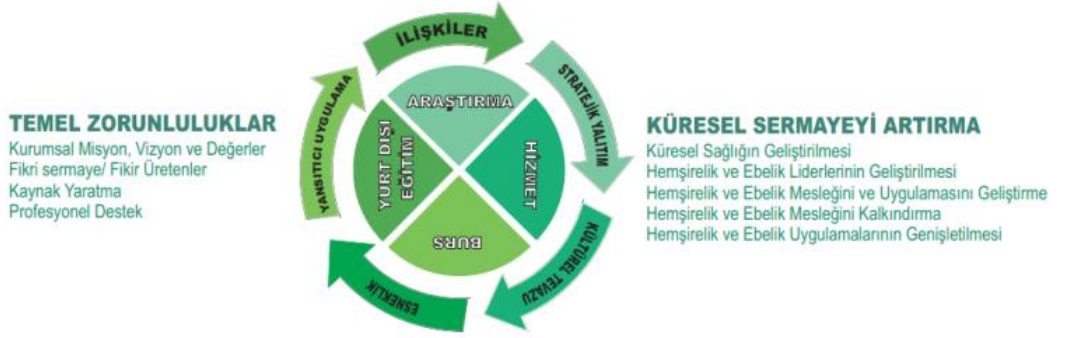 TEMEL ZORUNLULUKLAR
Kurumsal Misyon, Vizyon ve Değerler
Fikri sermaye/ Fikir Üretenler
Kaynak Yaratma
Profesyonel Destek
İLİŞKİLER
STRATEJİK YALITIM
KÜLTÜREL TEVAZU
ESNEKLİK
YANSITICI UYGULAMA
ARAŞTIRMA
HİZMET
BURS
YURT DIŞI
EĞİTİM
KÜRESEL SERMAYEYİ ARTIRMA
Küresel Sağlığın Geliştirilmesi
Hemşirelik ve Ebelik Liderlerinin Geliştirilmesi
Hemşirelik ve Ebelik Mesleğini ve Uygulamasını Geliştirme
Hemşirelik ve Ebelik Mesleğini Kalkındırma
Hemşirelik ve Ebelik Uygulamalarının Genişletilmesi